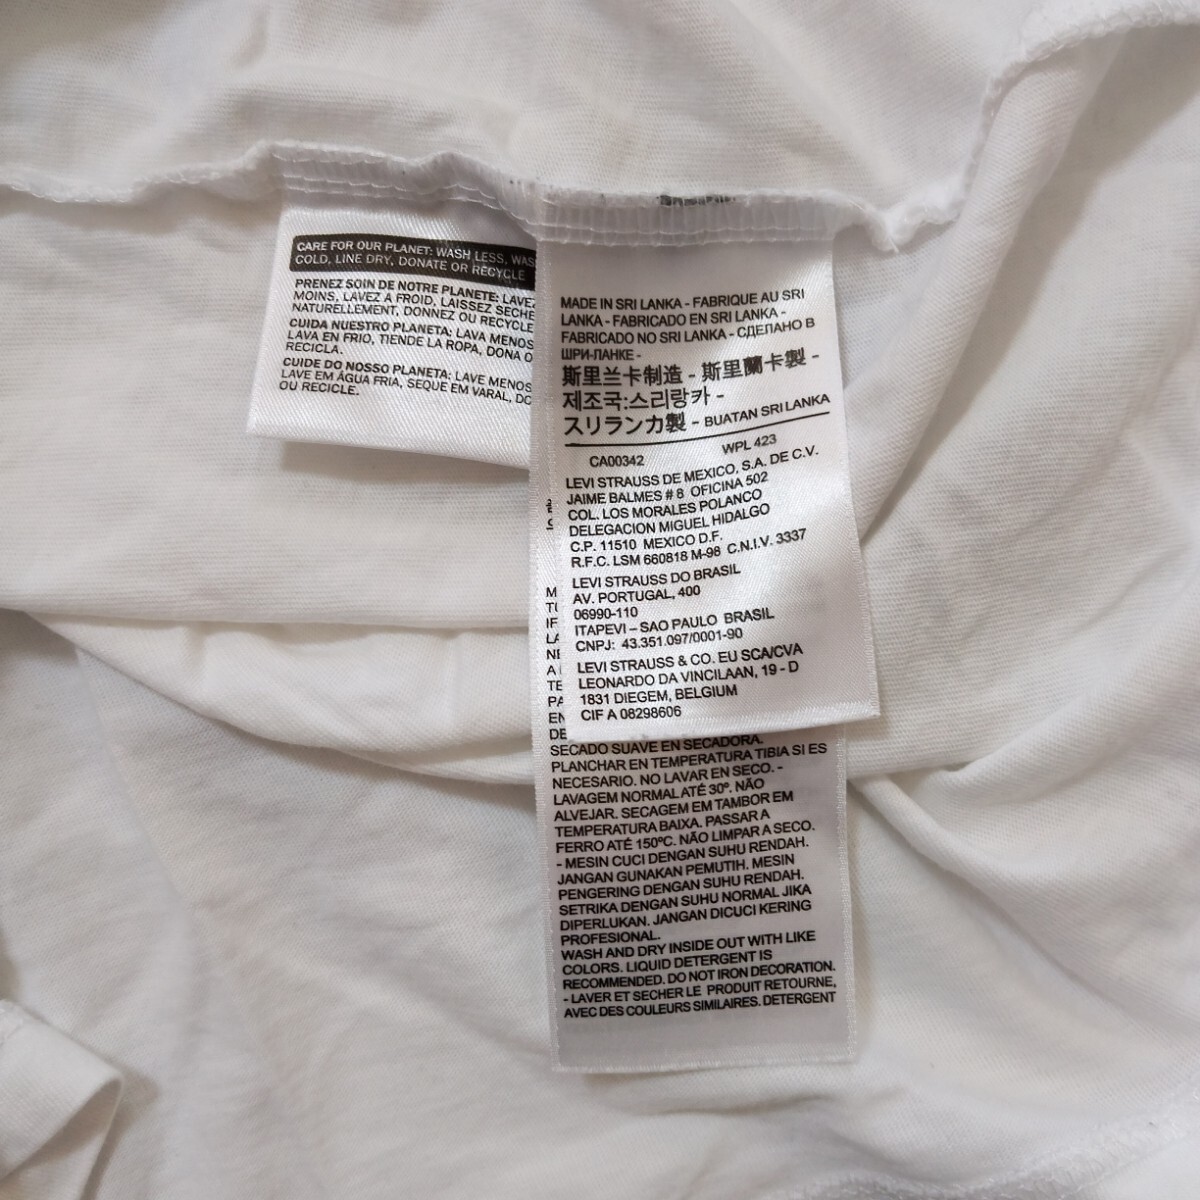 CARE FOR OUR PLANET: WASH LESS, WAS
COLD, LINE DRY, DONATE OR RECYCLE
PRENEZ SOIN DE NOTRE PLANETE: LAVEZ
MOINS, LAVEZ A FROID, LAISSEZ SECHE
NATURELLEMENT, DONNEZ OU RECYCLE
CUIDA NUESTRO PLANETA: LAVA MENOS
LAVA EN FRIO, TIENDE LA ROPA, DONA O
RECICLA.
CUIDE DO NOSSO PLANETA: LAVE MENOS
LAVE EM ÁGUA FRIA, SEQUE EM VARAL, DO
OU RECICLE.
MADE IN SRI LANKA - FABRIQUE AU SRI
LANKA - FABRICADO EN SRI LANKA -
FABRICADO NO SRI LANKA - СДЕЛАНО В
ШРИ-ЛАНКЕ -
斯里兰卡制造 - 斯里蘭卡製 -
제조국:스리랑카 -
スリランカ製 - BUATAN SRI LANKA
CA00342 WPL 423
LEVI STRAUSS DE MEXICO, S.A. DE C.V.
JAIME BALMES # 8 OFICINA 502
COL. LOS MORALES POLANCO
DELEGACION MIGUEL HIDALGO
C.P. 11510 MEXICO D.F.
R.F.C. LSM 660818 M-98 C.N.I.V. 3337
LEVI STRAUSS DO BRASIL
AV. PORTUGAL, 400
06990-110
ITAPEVI – SAO PAULO BRASIL
CNPJ: 43.351.097/0001-90
LEVI STRAUSS & CO. EU SCA/CVA
LEONARDO DA VINCILAAN, 19 - D
1831 DIEGEM, BELGIUM
CIF A 08298606
SECADO SUAVE EN SECADORA.
PLANCHAR EN TEMPERATURA TIBIA SI ES
NECESARIO. NO LAVAR EN SECO. -
LAVAGEM NORMAL ATÉ 30º. NÃO
ALVEJAR. SECAGEM EM TAMBOR EM
TEMPERATURA BAIXA. PASSAR A
FERRO ATÉ 150ºC. NÃO LIMPAR A SECO.
- MESIN CUCI DENGAN SUHU RENDAH.
JANGAN GUNAKAN PEMUTIH. MESIN
PENGERING DENGAN SUHU RENDAH.
SETRIKA DENGAN SUHU NORMAL JIKA
DIPERLUKAN. JANGAN DICUCI KERING
PROFESIONAL.
WASH AND DRY INSIDE OUT WITH LIKE
COLORS. LIQUID DETERGENT IS
RECOMMENDED. DO NOT IRON DECORATION.
- LAVER ET SECHER LE PRODUIT RETOURNE,
AVEC DES COULEURS SIMILAIRES. DETERGENT